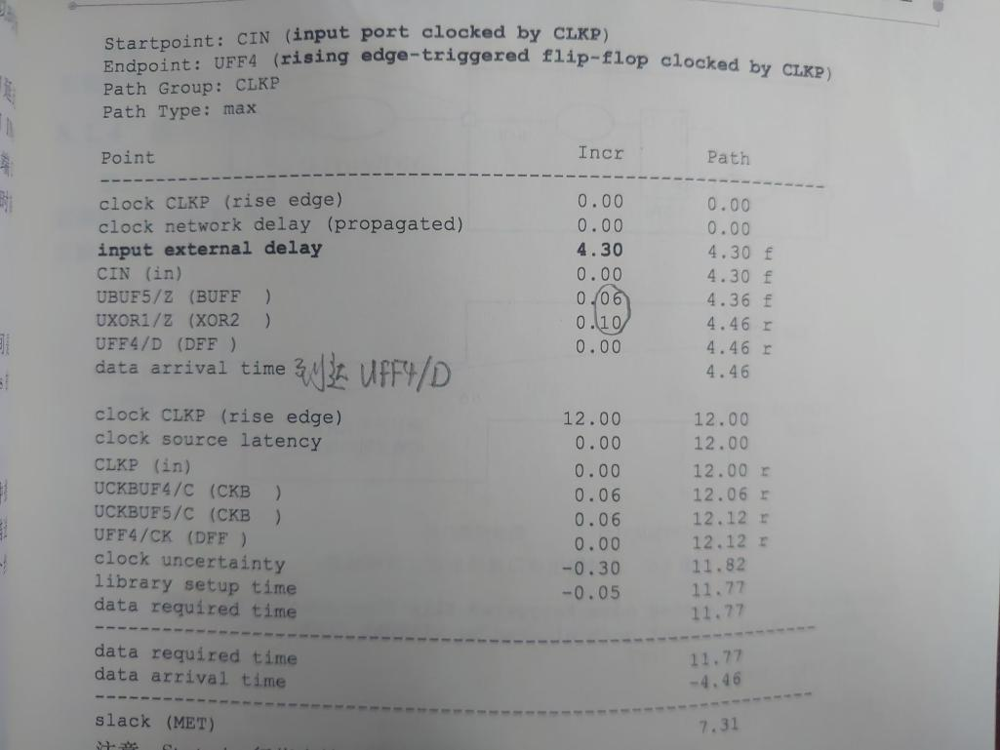 Startpoint: CIN (input port clocked by CLKP)
Endpoint: UFF4 (rising edge-triggered flip-flop clocked by CLKP)
Path Group: CLKP
Path Type: max
Point Incr Path
clock CLKP (rise edge) 0.00 0.00
clock network delay (propagated) 0.00 0.00
input external delay 4.30 4.30 f
CIN (in) 0.00 4.30 f
UBUF5/Z (BUFF ) 0.06 4.36 f
UXOR1/Z (XOR2 ) 0.10 4.46 r
UFF4/D (DFF ) 0.00 4.46 r
data arrival time 到达 UFF4/D 4.46
clock CLKP (rise edge) 12.00 12.00
clock source latency 0.00 12.00
CLKP (in) 0.00 12.00 r
UCKBUF4/C (CKB ) 0.06 12.06 r
UCKBUF5/C (CKB ) 0.06 12.12 r
UFF4/CK (DFF ) 0.00 12.12 r
clock uncertainty -0.30 11.82
library setup time -0.05 11.77
data required time 11.77
data required time 11.77
data arrival time -4.46
slack (MET) 7.31